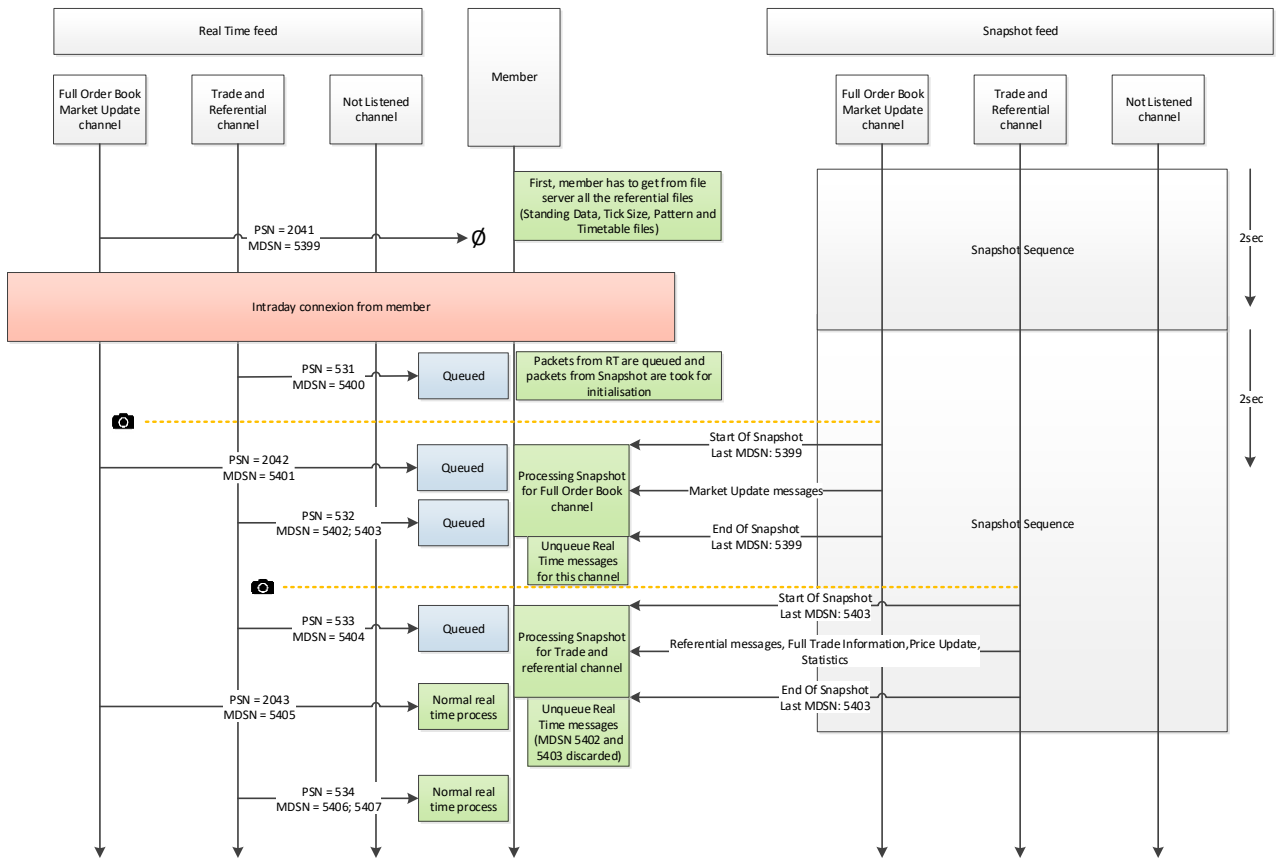 Real Time feed
Snapshot feed
Member
Full Order Book
Market Update
channel
Trade and
Referential
channel
Not Listened
channel
Full Order Book
Market Update
channel
Trade and
Referential
channel
Not Listened
channel
First, member has to get from file
server all the referential files
(Standing Data, Tick Size, Pattern and
Timetable files)
PSN = 2041
MDSN = 5399
Ø
Snapshot Sequence
2sec
Intraday connexion from member
PSN = 531
MDSN = 5400
Queued
Packets from RT are queued and
packets from Snapshot are took for
initialisation
2sec
Start Of Snapshot
Last MDSN: 5399
PSN = 2042
MDSN = 5401
Queued
Processing Snapshot
for Full Order Book
channel
Market Update messages
PSN = 532
MDSN = 5402; 5403
Queued
End Of Snapshot
Last MDSN: 5399
Snapshot Sequence
Unqueue Real
Time messages
for this channel
Start Of Snapshot
Last MDSN: 5403
PSN = 533
MDSN = 5404
Queued
Processing Snapshot
for Trade and
referential channel
Referential messages, Full Trade Information,Price Update,
Statistics
End Of Snapshot
Last MDSN: 5403
PSN = 2043
MDSN = 5405
Normal real
time process
Unqueue Real
Time messages
(MDSN 5402 and
5403 discarded)
PSN = 534
MDSN = 5406; 5407
Normal real
time process